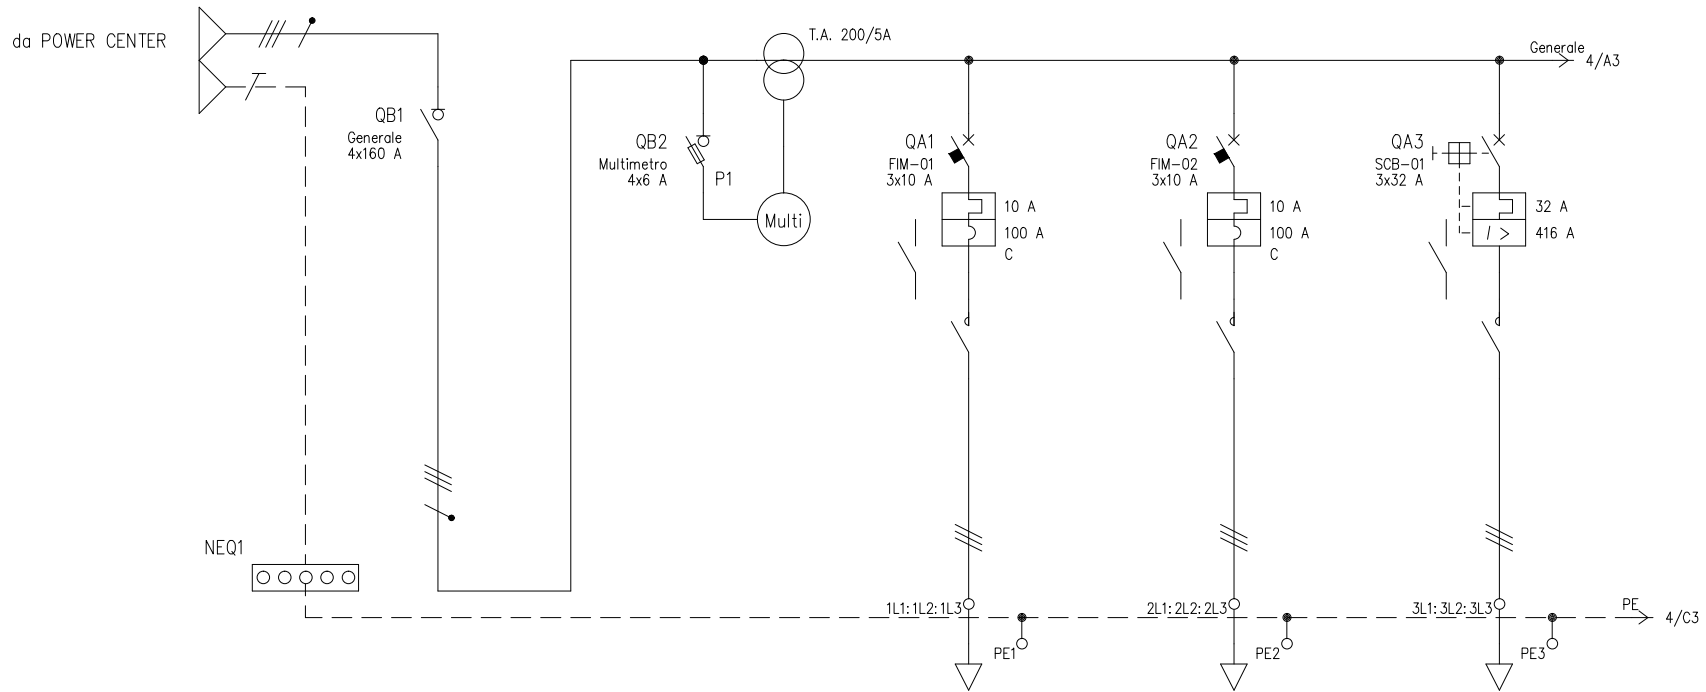 da POWER CENTER
T.A. 200/5A
Generale
4/A3
QB1
Generale
4x160 A
QB2
Multimetro
4x6 A
P1
Multi
QA1
FIM-01
3x10 A
10 A
100 A
C
QA2
FIM-02
3x10 A
10 A
100 A
C
QA3
SCB-01
3x32 A
32 A
I >
416 A
NEQ1
1L1:1L2:1L3
2L1:2L2:2L3
3L1:3L2:3L3
PE
4/C3
PE1
PE2
PE3